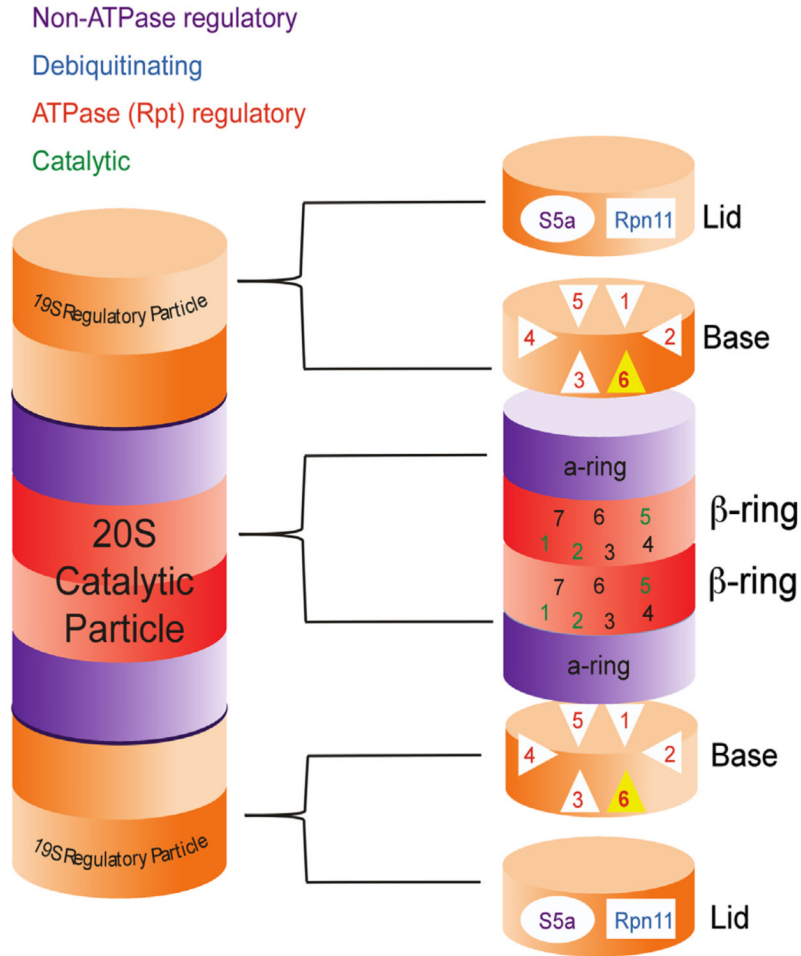 Non-ATPase regulatory
Debiquitinating
ATPase (Rpt) regulatory
Catalytic
19S Regulatory Particle
20S
Catalytic
Particle
19S Regulatory Particle
S5a Rpn11 Lid
5 1
4 2 Base
3 6
a-ring
7 6 5 β-ring
1 2 3 4
7 6 5 β-ring
1 2 3 4
a-ring
5 1
4 2 Base
3 6
S5a Rpn11 Lid